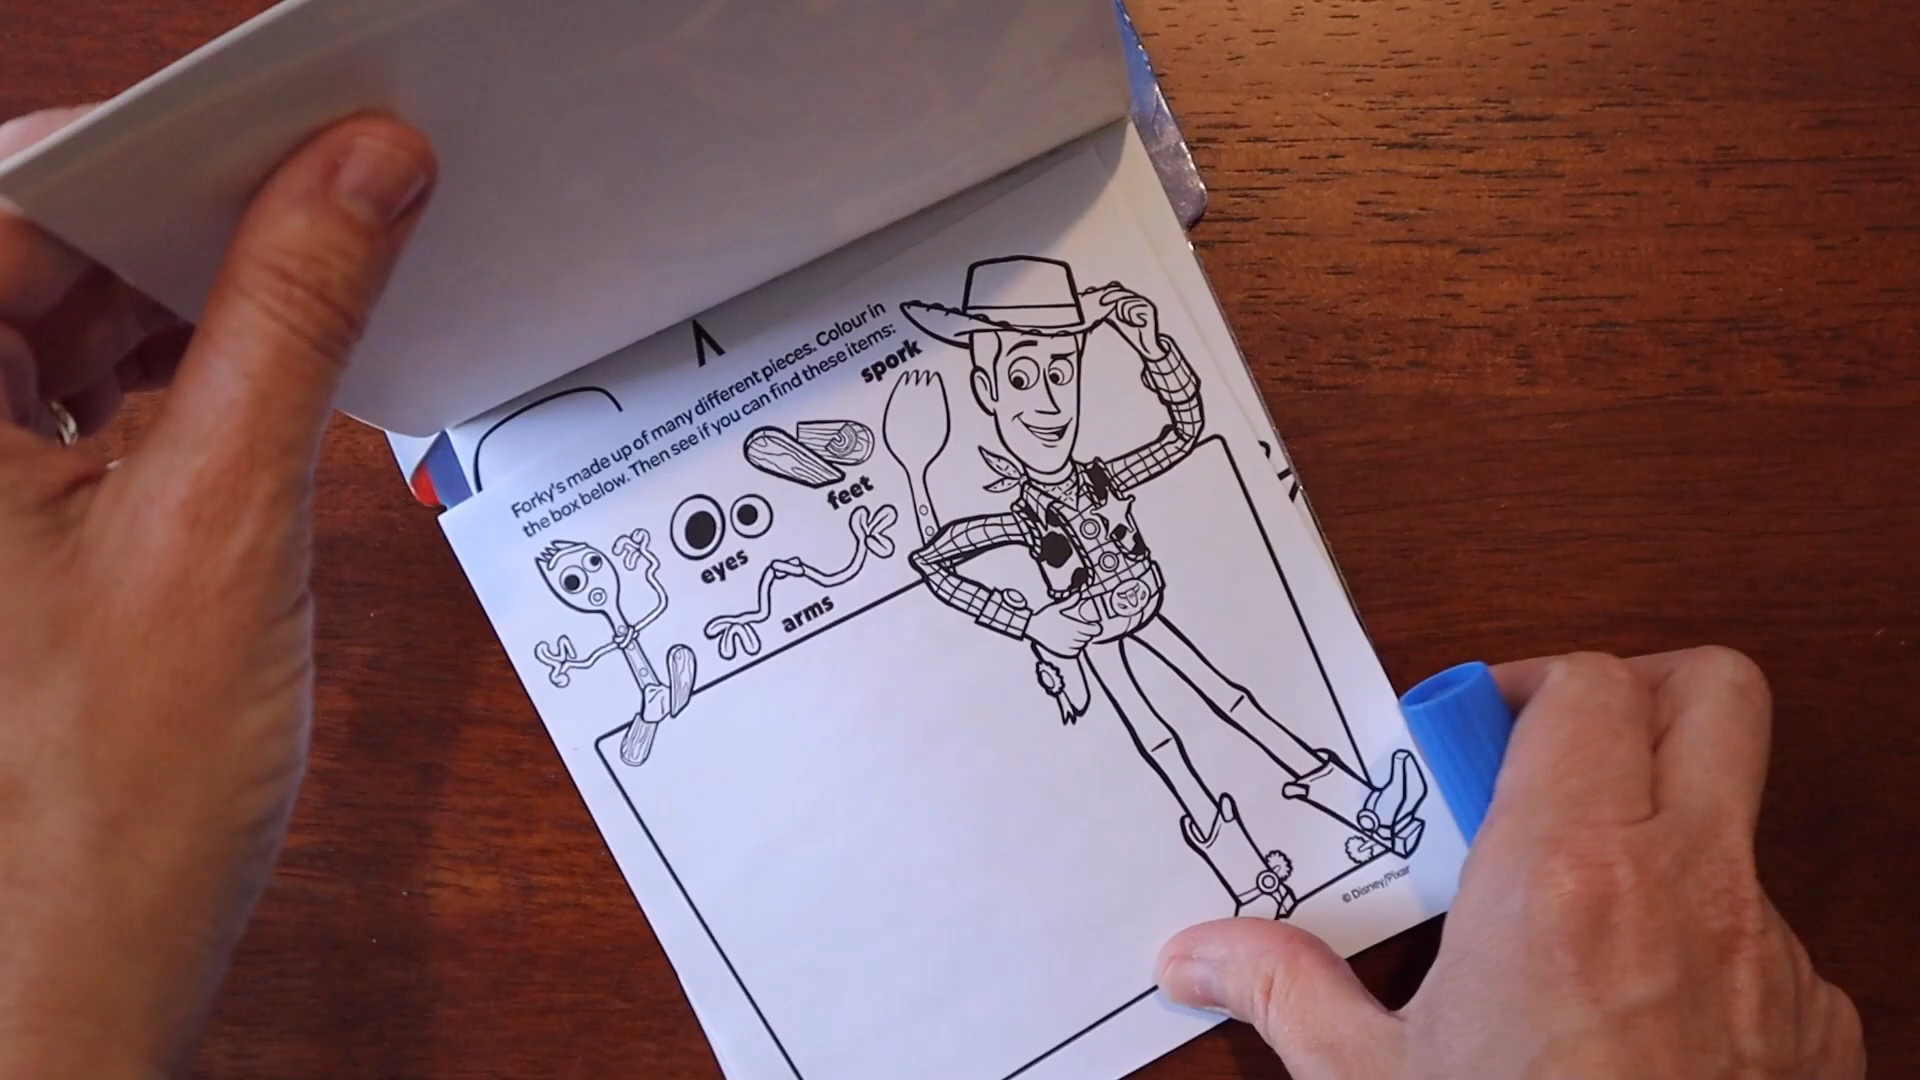 Forky's made up of many different pieces. Colour in
the box below. Then see if you can find these items:
spork
feet
eyes
arms
© Disney/Pixar